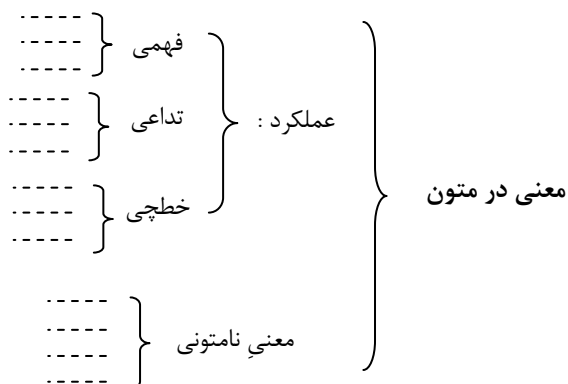 معنی در متون
عملکرد :
فهمی
تداعی
خطچی
معنیِ نامتونی